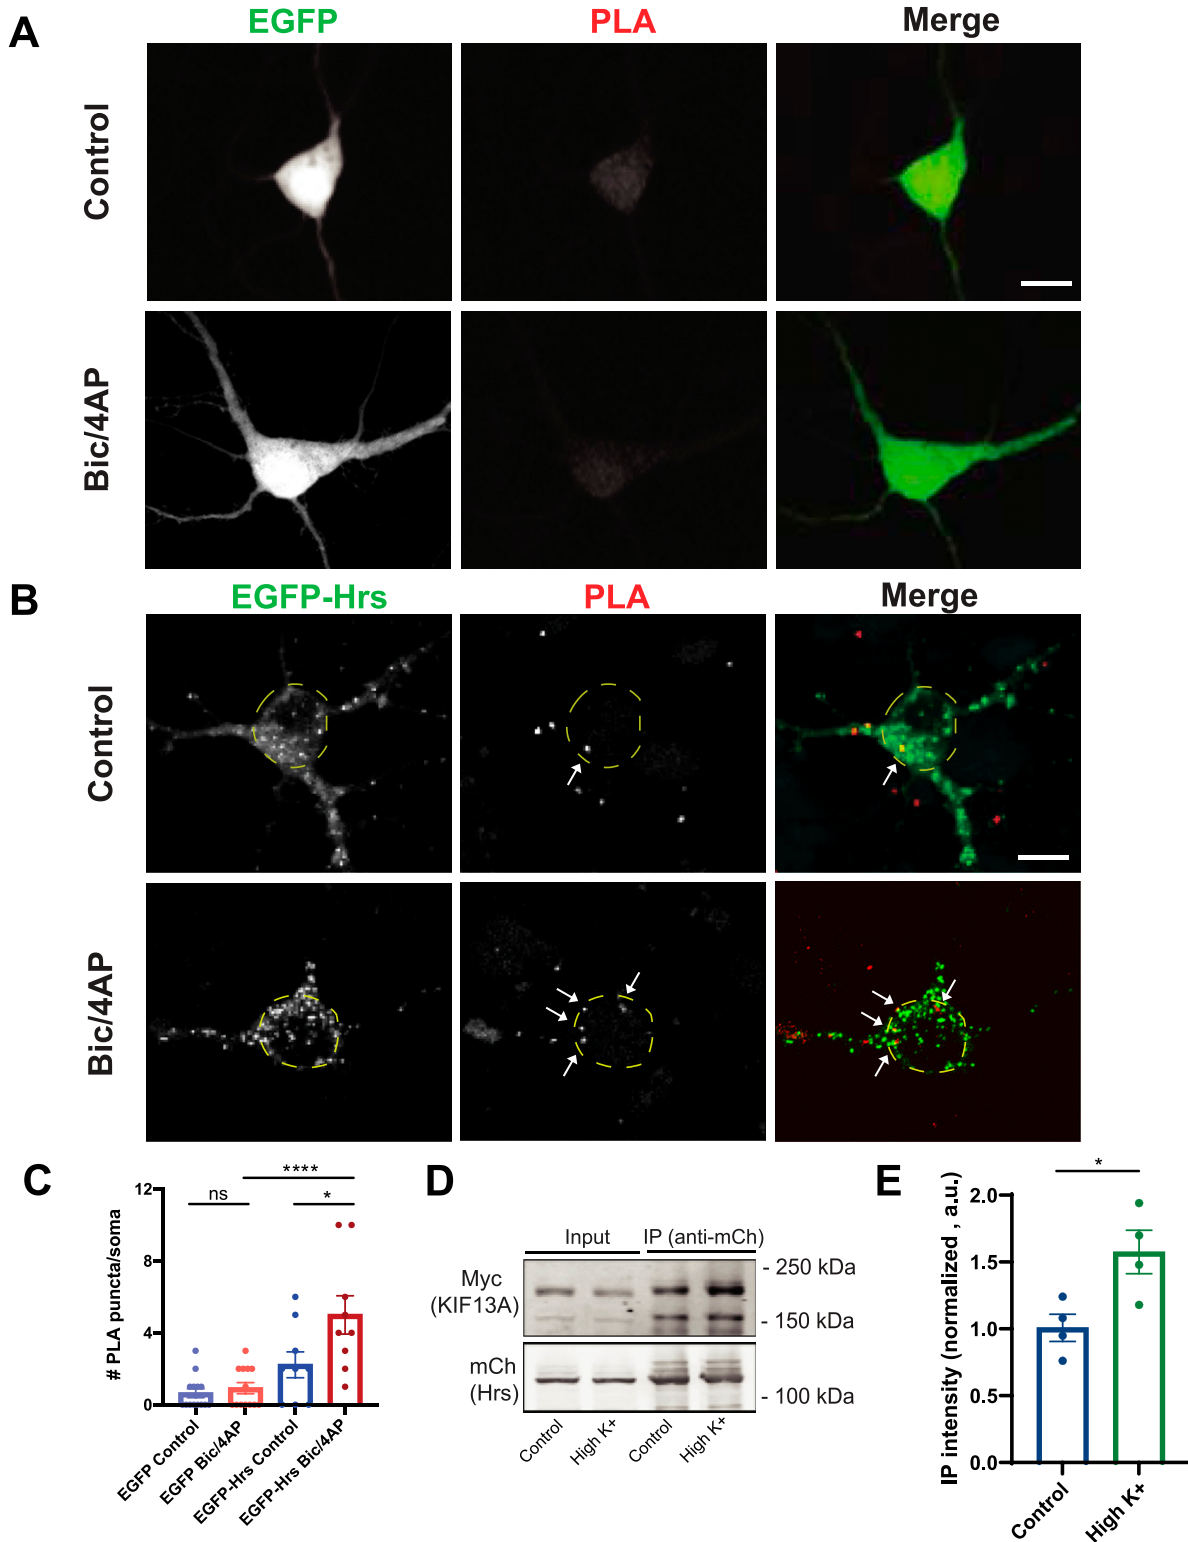 A
EGFP
PLA
Merge
Control
Bic/4AP
B
EGFP-Hrs
PLA
Merge
Control
Bic/4AP
C
# PLA puncta/soma
12
8
4
0
ns
****
*
EGFP Control
EGFP Bic/4AP
EGFP-Hrs Control
EGFP-Hrs Bic/4AP
D
Input
IP (anti-mCh)
Myc
(KIF13A)
mCh
(Hrs)
- 250 kDa
- 150 kDa
- 100 kDa
Control
High K+
Control
High K+
E
IP intensity (normalized , a.u.)
2.0
1.5
1.0
0.5
0.0
*
Control
High K+